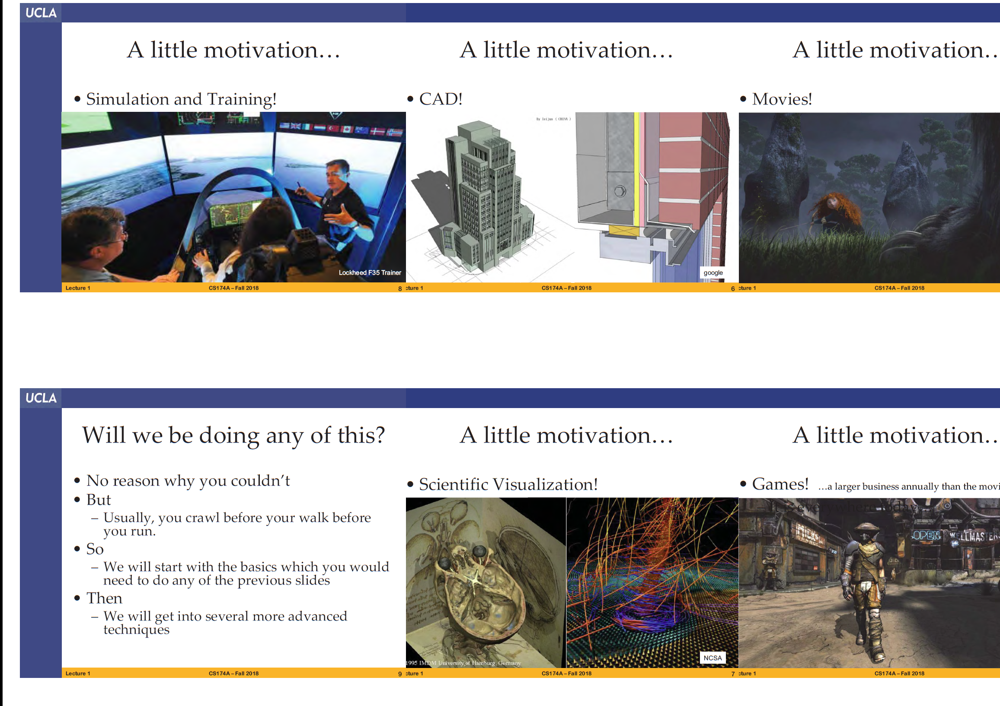 UCLA
A little motivation…
• Simulation and Training!
Lockheed F35 Trainer
Lecture 1
CS174A – Fall 2018
8
A little motivation…
• CAD!
By leijun ( CHINA )
google
cture 1
CS174A – Fall 2018
6
A little motivation..
• Movies!
cture 1
CS174A – Fall 2018
UCLA
Will we be doing any of this?
• No reason why you couldn't
• But
– Usually, you crawl before your walk before
you run.
• So
– We will start with the basics which you would
need to do any of the previous slides
• Then
– We will get into several more advanced
techniques
Lecture 1
CS174A – Fall 2018
9
A little motivation…
• Scientific Visualization!
1995 IMDM University of Hamburg, Germany
NCSA
cture 1
CS174A – Fall 2018
7
A little motivation..
• Games! …a larger business annually than the movi
– It is everywhere today
MICK'S
GARAGE
OPEN
WELLMASTER
cture 1
CS174A – Fall 2018